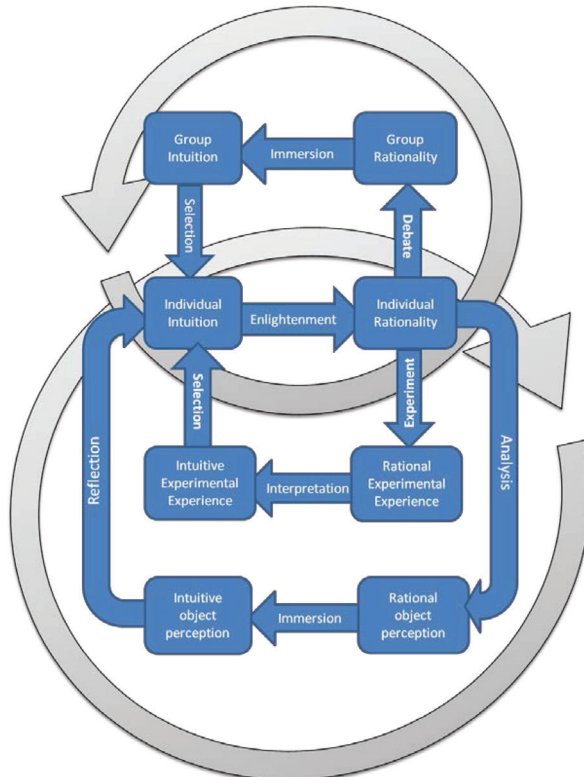 Group
Intuition
Immersion
Group
Rationality
Selection
Debate
Individual
Intuition
Enlightenment
Individual
Rationality
Selection
Experiment
Reflection
Analysis
Intuitive
Experimental
Experience
Interpretation
Rational
Experimental
Experience
Intuitive
object
perception
Immersion
Rational
object
perception